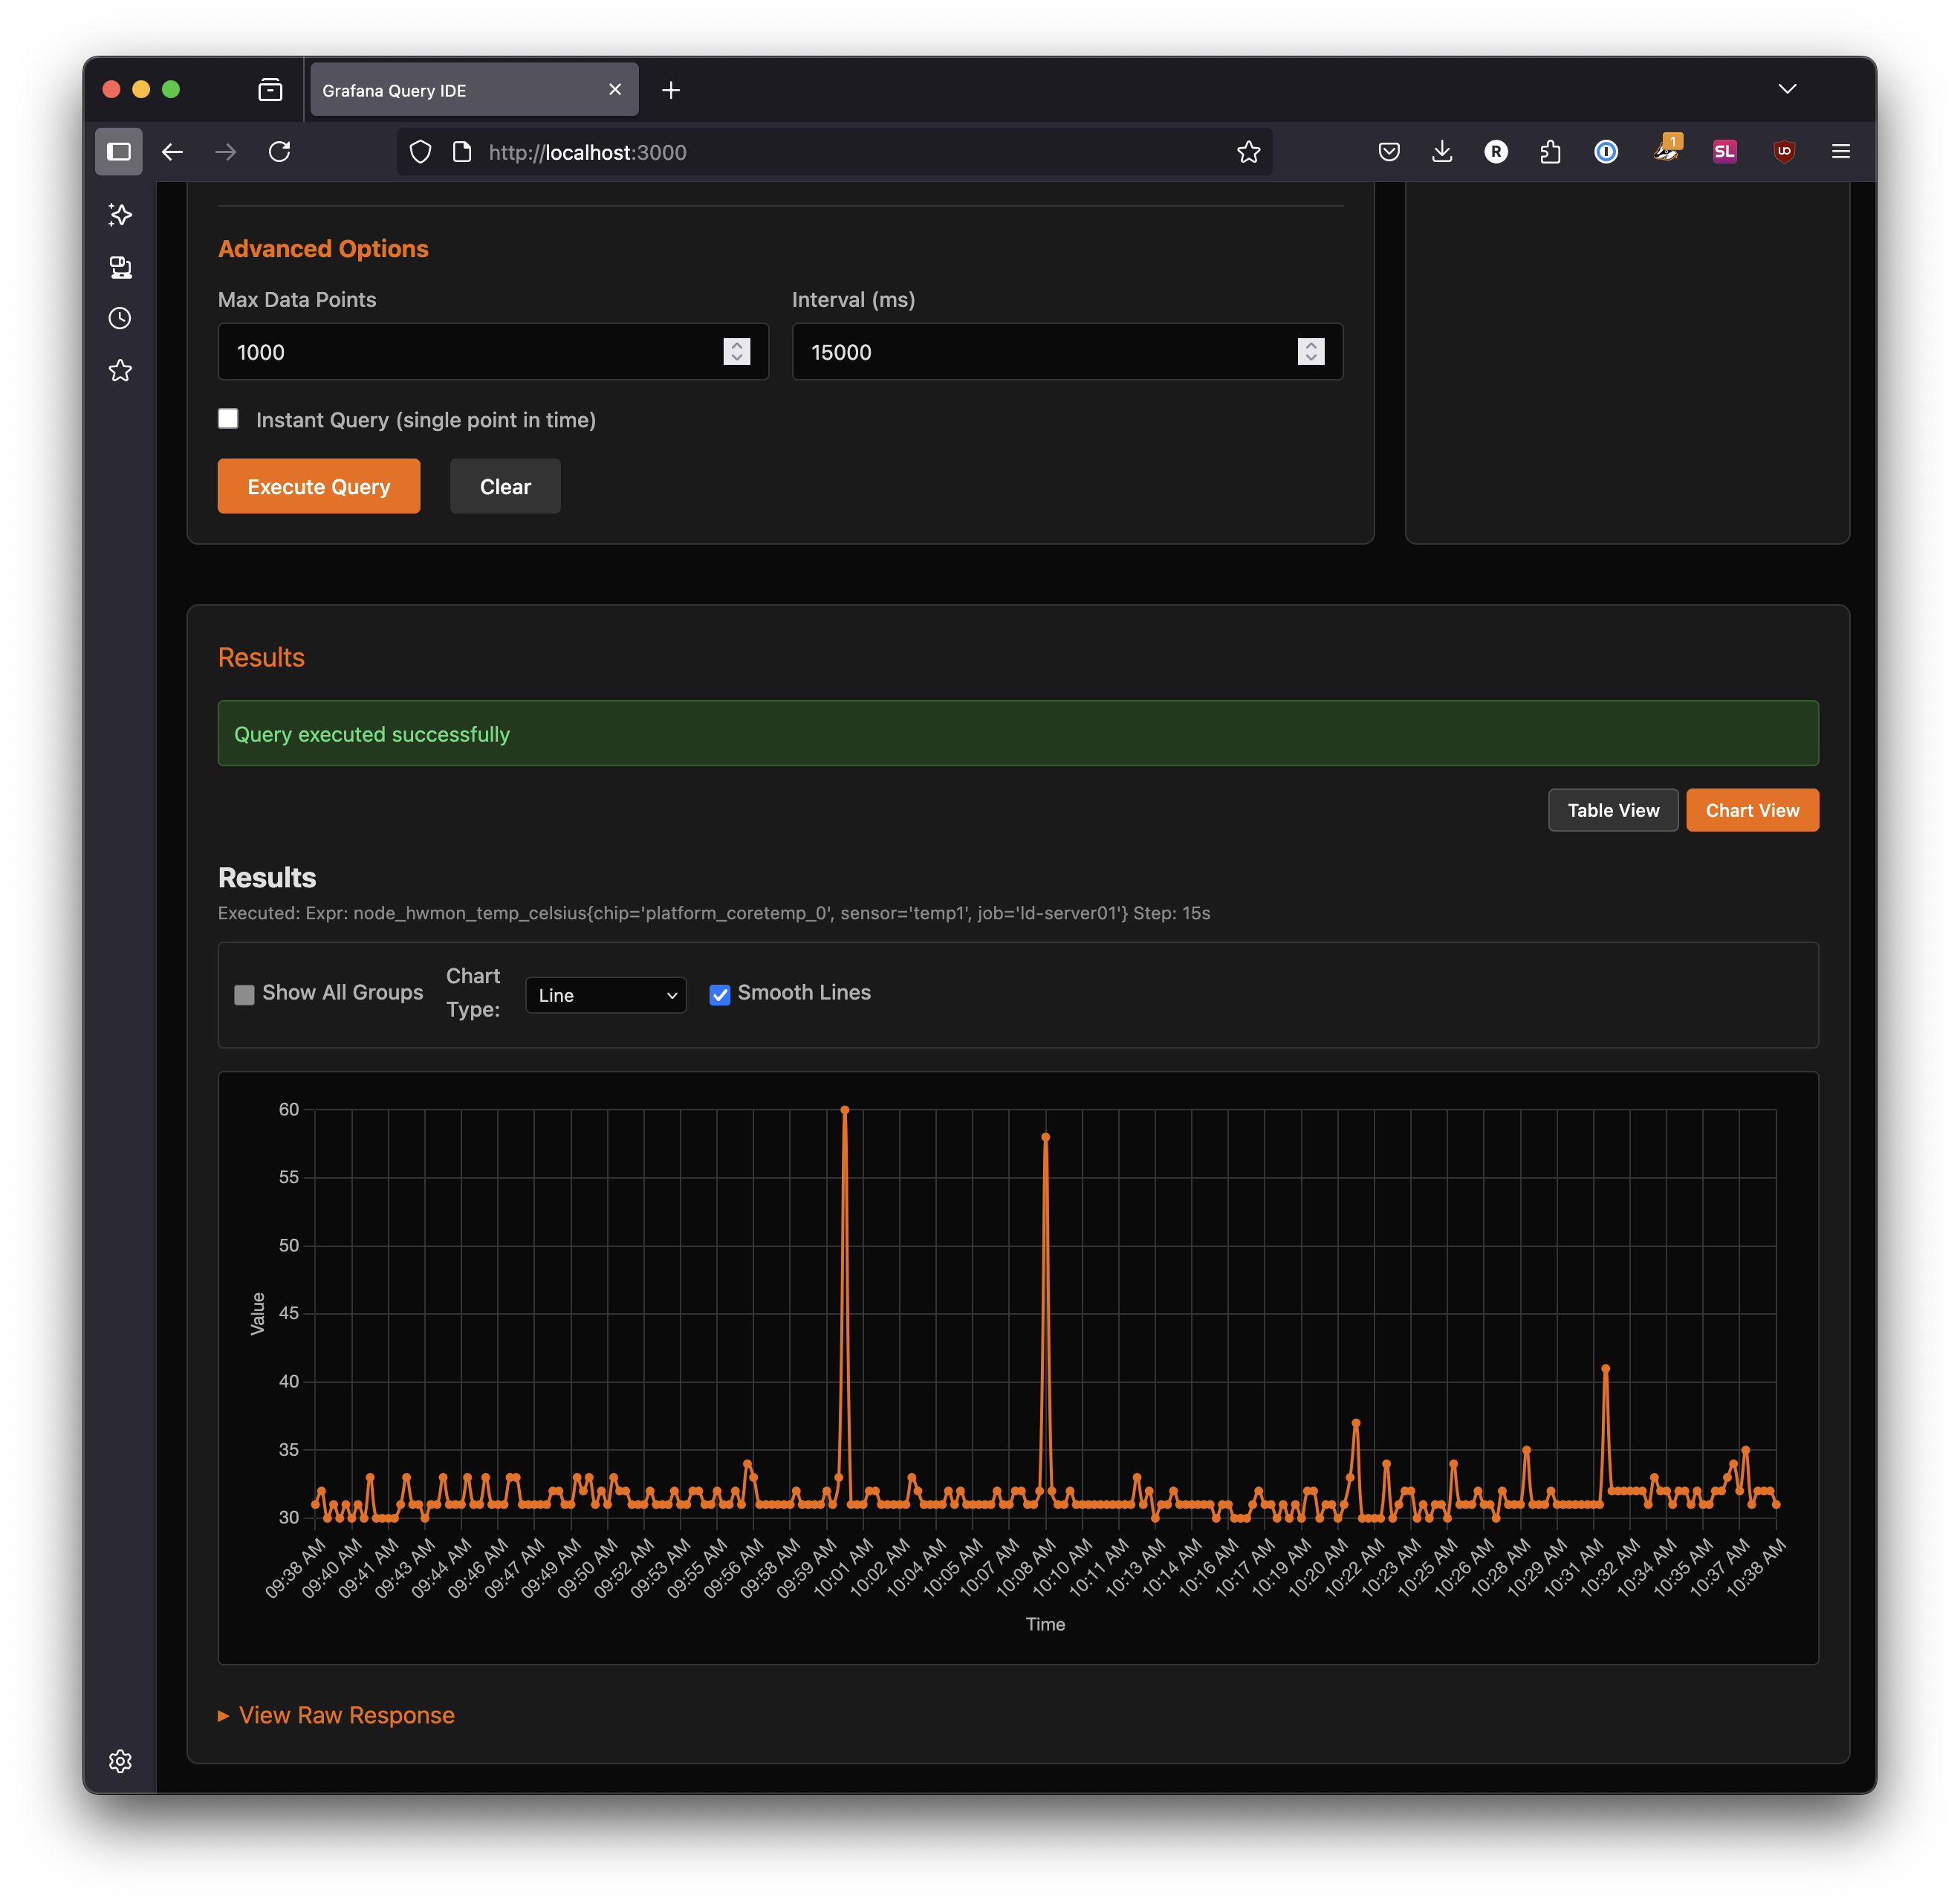 Grafana Query IDE
http://localhost:3000
1
R
SL
UD
Advanced Options
Max Data Points
Interval (ms)
1000
15000
Instant Query (single point in time)
Execute Query
Clear
Results
Query executed successfully
Table View
Chart View
Results
Executed: Expr: node_hwmon_temp_celsius{chip='platform_coretemp_0', sensor='temp1', job='ld-server01'} Step: 15s
Show All Groups
Chart
Type:
Line
Smooth Lines
60
55
50
45
40
35
30
Value
09:38 AM
09:40 AM
09:41 AM
09:43 AM
09:44 AM
09:46 AM
09:47 AM
09:49 AM
09:50 AM
09:52 AM
09:53 AM
09:55 AM
09:56 AM
09:58 AM
09:59 AM
10:01 AM
10:02 AM
10:04 AM
10:05 AM
10:07 AM
10:08 AM
10:10 AM
10:11 AM
10:13 AM
10:14 AM
10:16 AM
10:17 AM
10:19 AM
10:20 AM
10:22 AM
10:23 AM
10:25 AM
10:26 AM
10:28 AM
10:29 AM
10:31 AM
10:32 AM
10:34 AM
10:35 AM
10:37 AM
10:38 AM
Time
View Raw Response